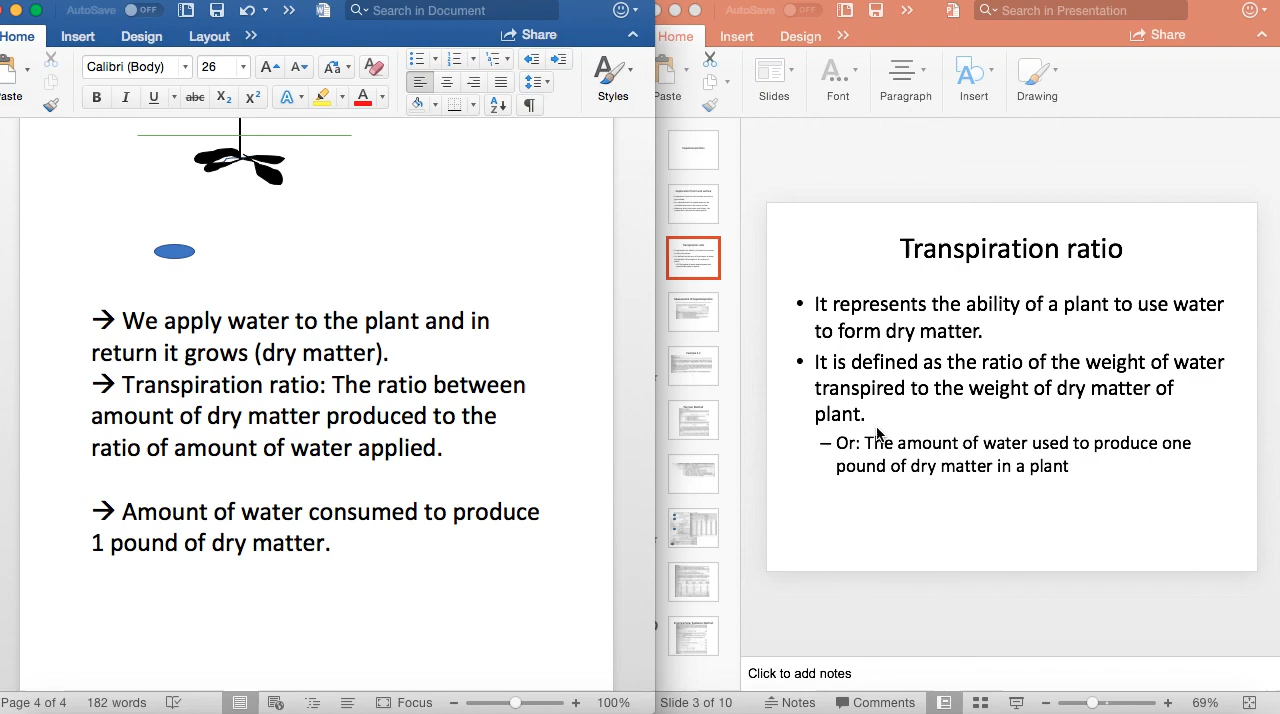 AutoSave OFF
Search in Document
Home Insert Design Layout Share
Paste
Calibri (Body) 26
Styles
→ We apply water to the plant and in
return it grows (dry matter).
→ Transpiration ratio: The ratio between
amount of dry matter produced to the
ratio of amount of water applied.
→ Amount of water consumed to produce
1 pound of dry matter.
Page 4 of 4 182 words Focus 100%
AutoSave OFF
Search in Presentation
Home Insert Design Share
Paste Slides Font Paragraph Insert Drawing
Transpiration ratio
• It represents the ability of a plant to use water
to form dry matter.
• It is defined as the ratio of the weight of water
transpired to the weight of dry matter of
plant.
– Or: The amount of water used to produce one
pound of dry matter in a plant
Click to add notes
Slide 3 of 10 Notes Comments 69%